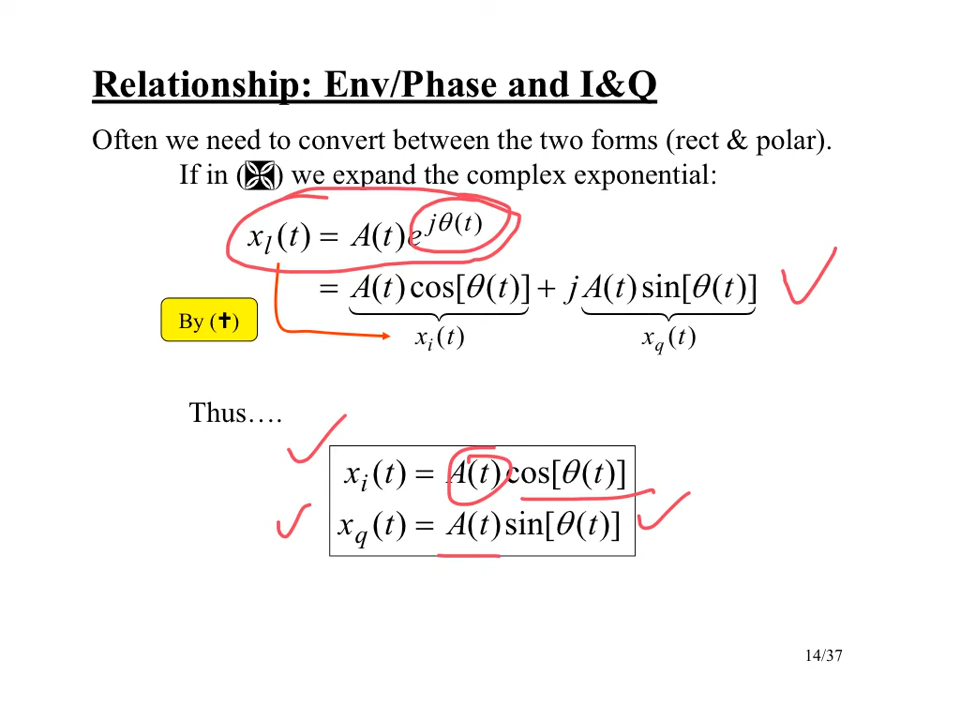 Relationship: Env/Phase and I&Q
Often we need to convert between the two forms (rect & polar).
If in (✠) we expand the complex exponential:
x_l(t) = A(t)e^{jθ(t)}
= A(t)cos[θ(t)] + jA(t)sin[θ(t)]
x_i(t) x_q(t)
By (✝)
Thus….
x_i(t) = A(t)cos[θ(t)]
x_q(t) = A(t)sin[θ(t)]
14/37